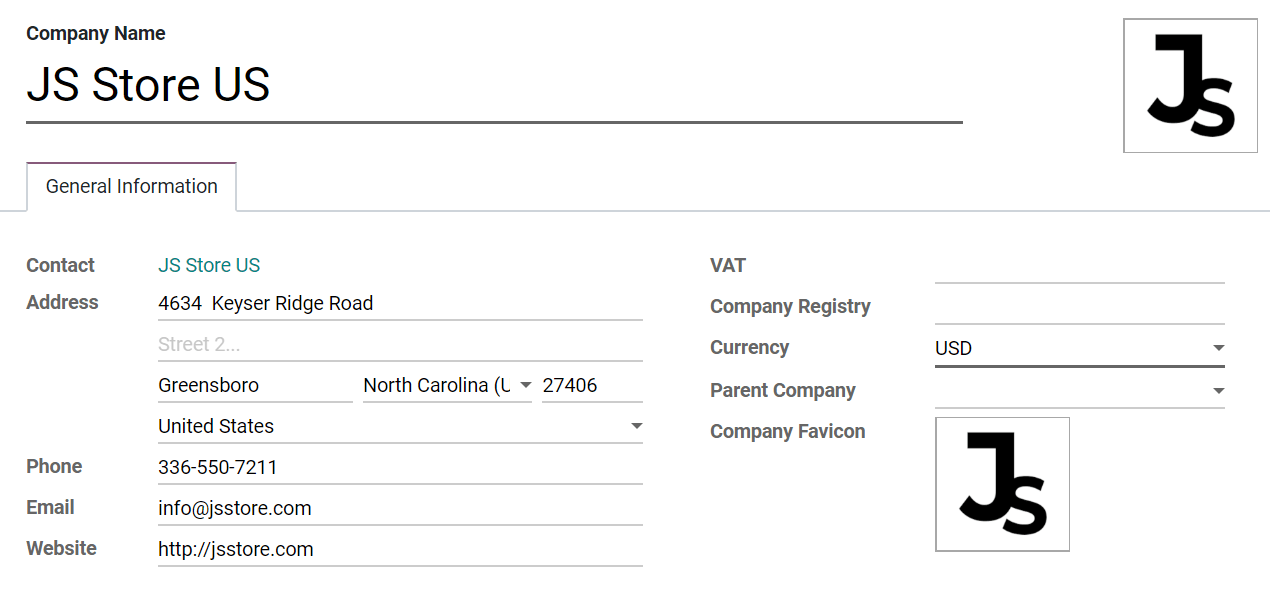 Company Name
JS Store US
JS
General Information
Contact JS Store US
Address 4634  Keyser Ridge Road
Street 2...
Greensboro North Carolina (U 27406
United States
Phone 336-550-7211
Email info@jsstore.com
Website http://jsstore.com
VAT
Company Registry
Currency USD
Parent Company
Company Favicon
JS